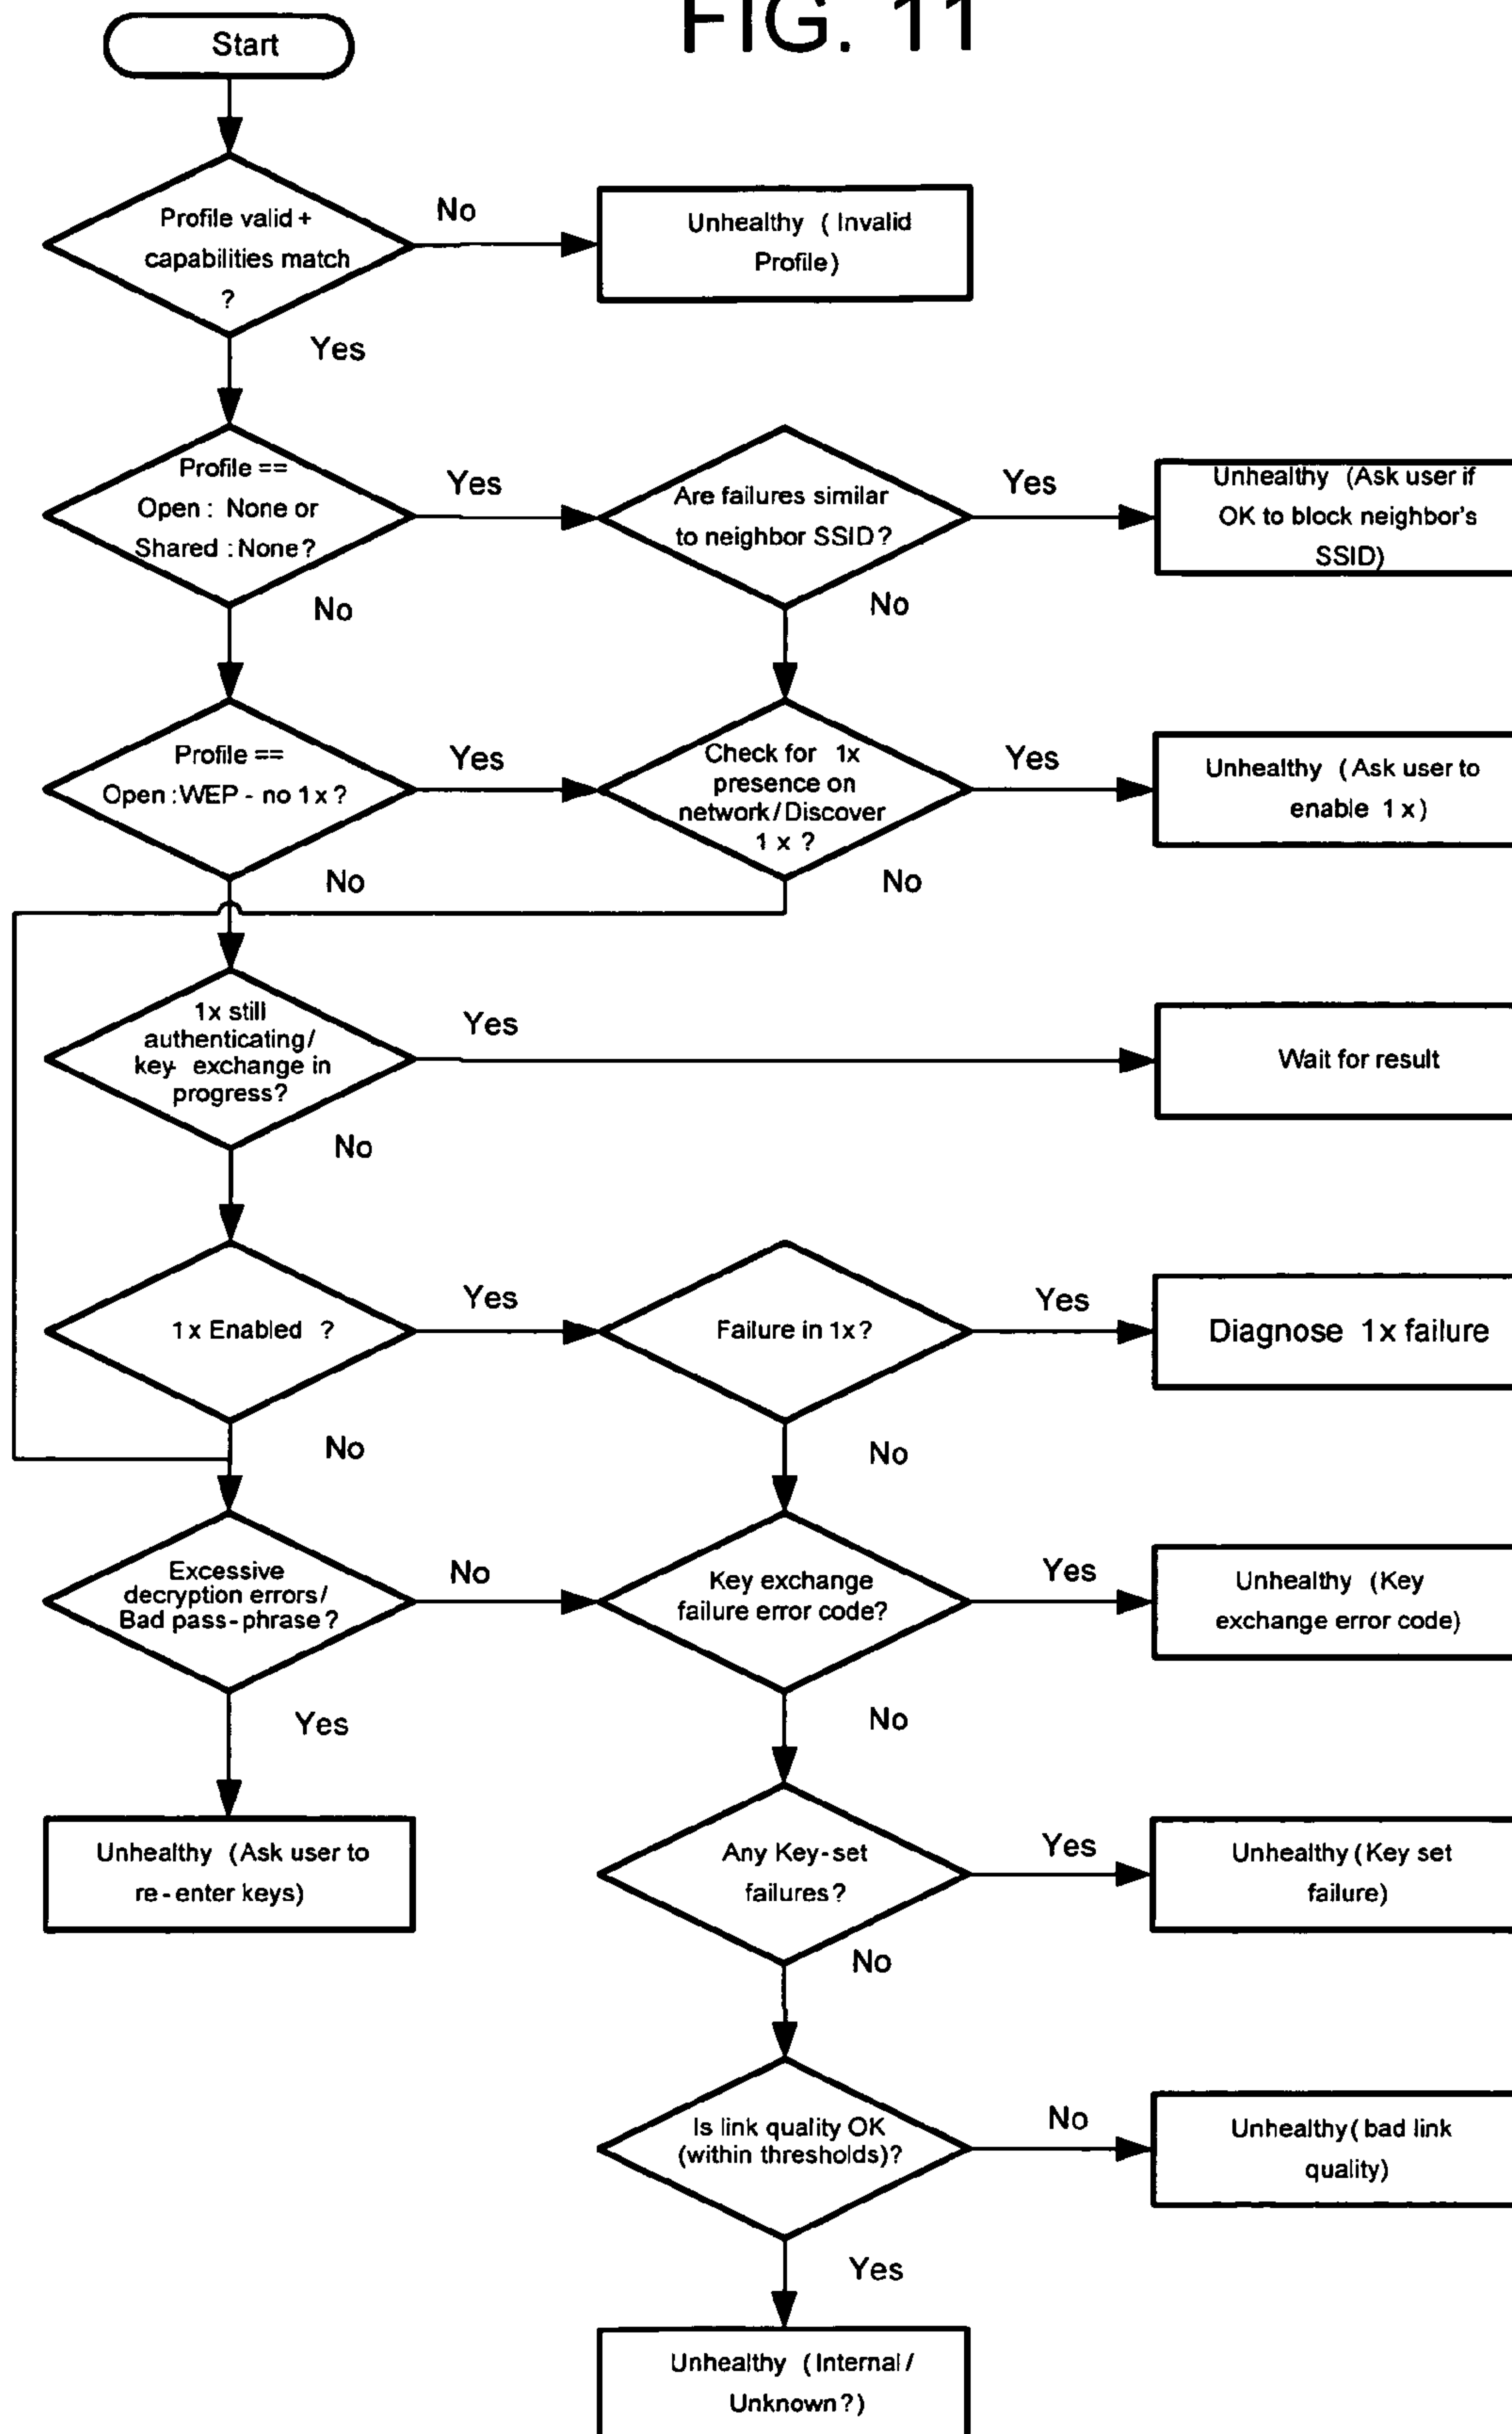 FIG. 11
Start
Profile valid +
capabilities match
?
No
Unhealthy ( Invalid
Profile)
Yes
Profile ==
Open : None or
Shared : None?
Yes
Are failures similar
to neighbor SSID?
Yes
Unhealthy (Ask user if
OK to block neighbor's
SSID)
No
No
Profile ==
Open :WEP - no 1x ?
Yes
Check for 1x
presence on
network/Discover
1 x ?
Yes
Unhealthy (Ask user to
enable 1 x)
No
No
1x still
authenticating/
key- exchange in
progress?
Yes
Wait for result
No
1x Enabled ?
Yes
Failure in 1x?
Yes
Diagnose 1x failure
No
No
Excessive
decryption errors/
Bad pass-phrase?
No
Key exchange
failure error code?
Yes
Unhealthy (Key
exchange error code)
Yes
No
Unhealthy (Ask user to
re-enter keys)
Any Key-set
failures?
Yes
Unhealthy (Key set
failure)
No
Is link quality OK
(within thresholds)?
No
Unhealthy( bad link
quality)
Yes
Unhealthy (Internal/
Unknown?)